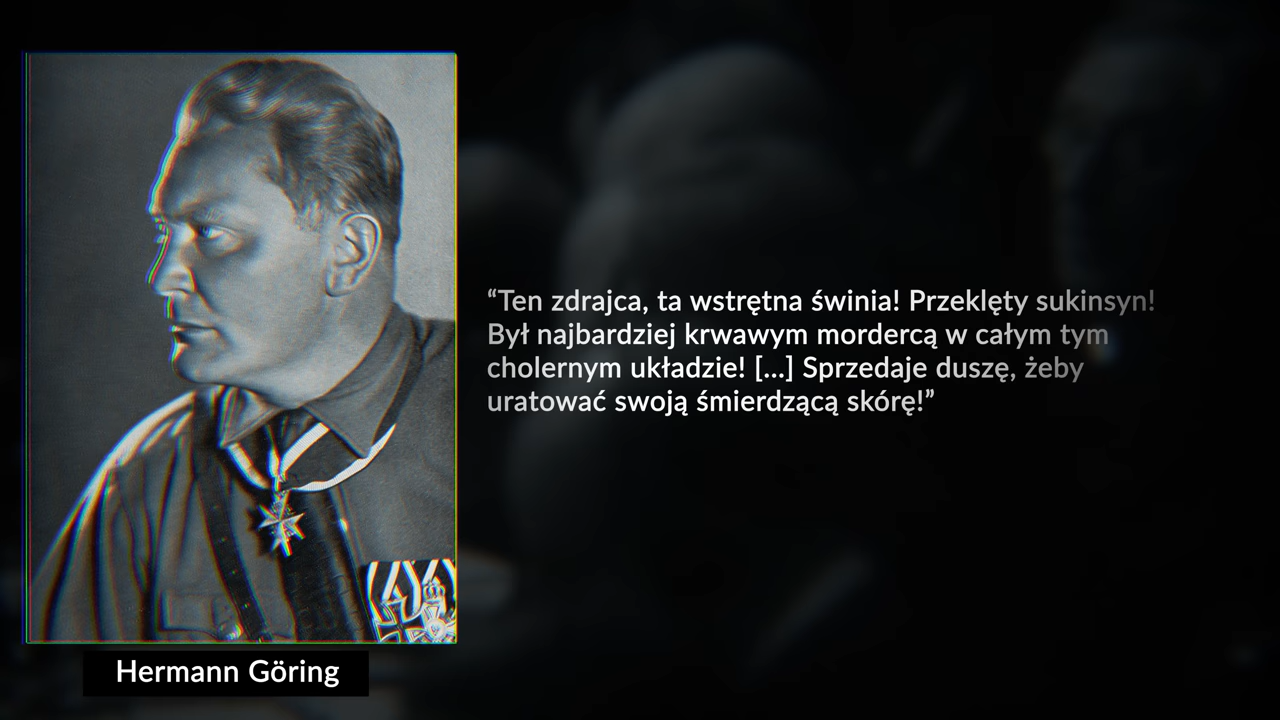 “Ten zdrajca, ta wstrętna świnia! Przeklęty sukinsyn!
Był najbardziej krwawym mordercą w całym tym
cholernym układzie! [...] Sprzedaje duszę, żeby
uratować swoją śmierdzącą skórę!”
Hermann Göring